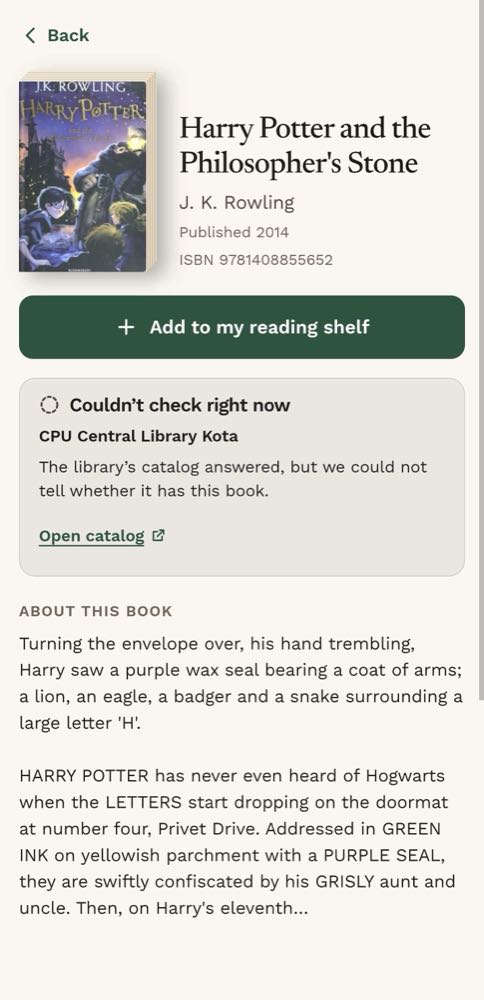 Back
J.K. ROWLING
HARRY POTTER
Harry Potter and the
Philosopher's Stone
J. K. Rowling
Published 2014
ISBN 9781408855652
Add to my reading shelf
Couldn’t check right now
CPU Central Library Kota
The library’s catalog answered, but we could not
tell whether it has this book.
Open catalog
ABOUT THIS BOOK
Turning the envelope over, his hand trembling,
Harry saw a purple wax seal bearing a coat of arms;
a lion, an eagle, a badger and a snake surrounding a
large letter 'H'.
HARRY POTTER has never even heard of Hogwarts
when the LETTERS start dropping on the doormat
at number four, Privet Drive. Addressed in GREEN
INK on yellowish parchment with a PURPLE SEAL,
they are swiftly confiscated by his GRISLY aunt and
uncle. Then, on Harry's eleventh...